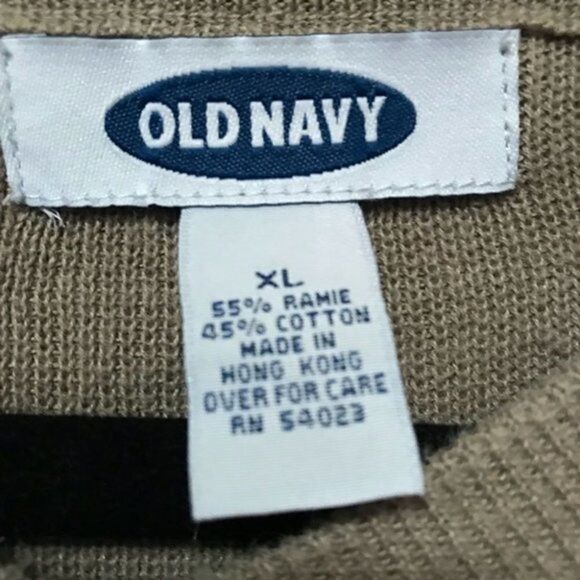 OLD NAVY
XL
55% RAMIE
45% COTTON
MADE IN
HONG KONG
OVER FOR CARE
RN 54023